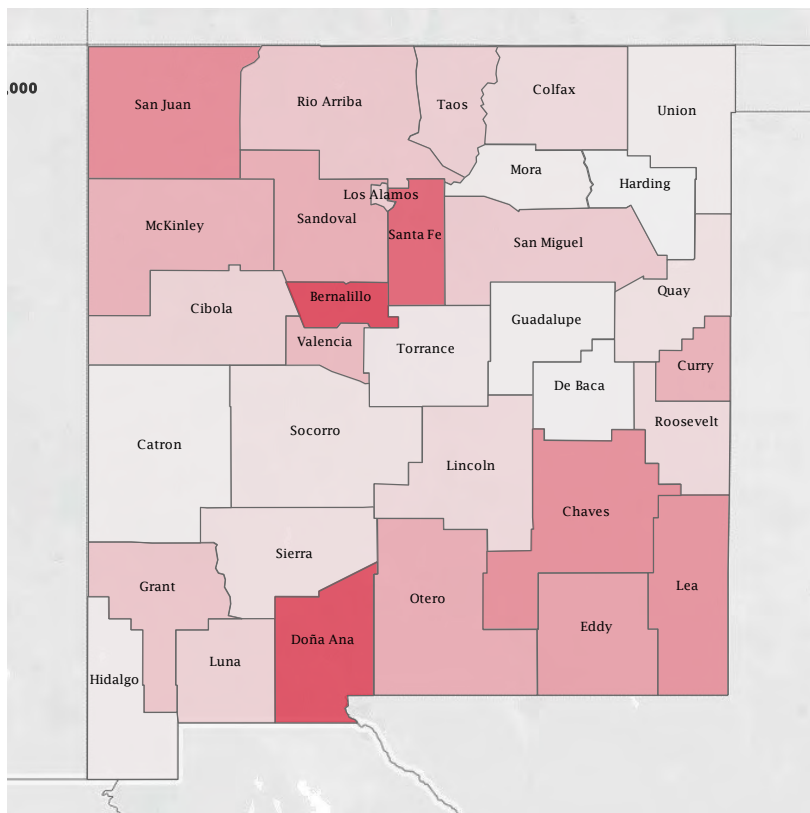 ,000
San Juan
Rio Arriba
Taos
Colfax
Union
Mora
Harding
Los Alamos
McKinley
Sandoval
Santa Fe
San Miguel
Bernalillo
Quay
Cibola
Guadalupe
Valencia
Torrance
Curry
De Baca
Roosevelt
Socorro
Catron
Lincoln
Chaves
Sierra
Grant
Otero
Lea
Eddy
Doña Ana
Luna
Hidalgo